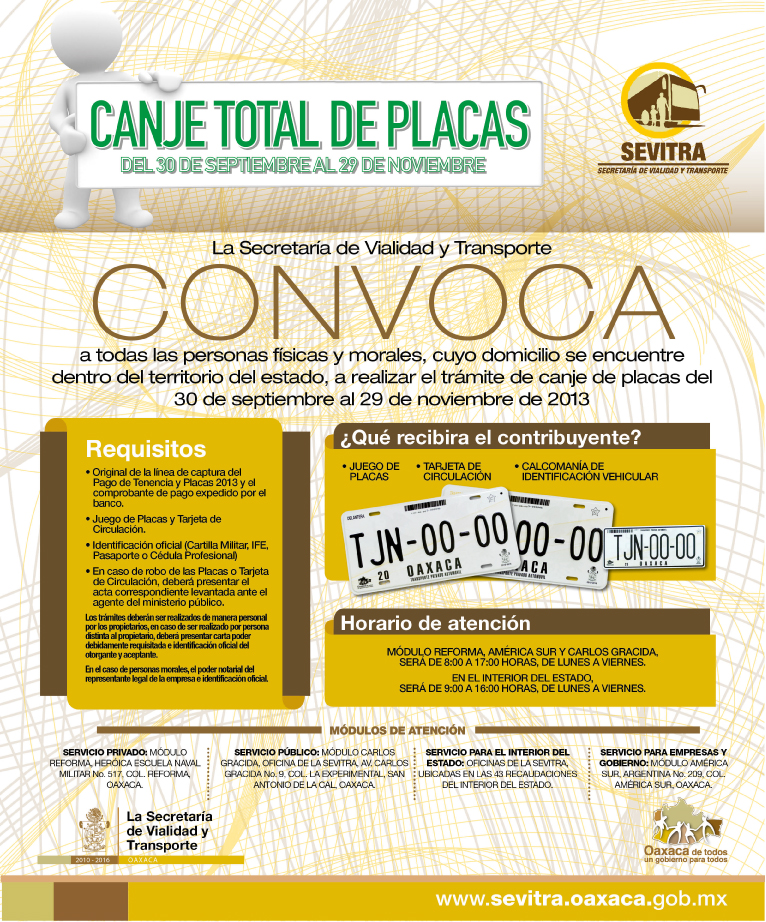 CANJE TOTAL DE PLACAS
DEL 30 DE SEPTIEMBRE AL 29 DE NOVIEMBRE
SEVITRA
SECRETARÍA DE VIALIDAD Y TRANSPORTE
La Secretaría de Vialidad y Transporte
CONVOCA
a todas las personas físicas y morales, cuyo domicilio se encuentre
dentro del territorio del estado, a realizar el trámite de canje de placas del
30 de septiembre al 29 de noviembre de 2013
Requisitos
• Original de la línea de captura del
Pago de Tenencia y Placas 2013 y el
comprobante de pago expedido por el
banco.
• Juego de Placas y Tarjeta de
Circulación.
• Identificación oficial (Cartilla Militar, IFE,
Pasaporte o Cédula Profesional)
• En caso de robo de las Placas o Tarjeta
de Circulación, deberá presentar el
acta correspondiente levantada ante el
agente del ministerio público.
Los trámites deberán ser realizados de manera personal
por los propietarios, en caso de ser realizado por persona
distinta al propietario, deberá presentar carta poder
debidamente requisitada e identificación oficial del
otorgante y aceptante.
En el caso de personas morales, el poder notarial del
representante legal de la empresa e identificación oficial.
¿Qué recibira el contribuyente?
• JUEGO DE
PLACAS
• TARJETA DE
CIRCULACIÓN
• CALCOMANÍA DE
IDENTIFICACIÓN VEHICULAR
DELANTERA
TJN-00-00
20
OAXACA
TRANSPORTE PRIVADO AUTOMOVIL
00-00
ACA
PRIVADO AUTOMOVIL
TJN-00-00
OAXACA
Horario de atención
MÓDULO REFORMA, AMÉRICA SUR Y CARLOS GRACIDA,
SERÁ DE 8:00 A 17:00 HORAS, DE LUNES A VIERNES.
EN EL INTERIOR DEL ESTADO,
SERÁ DE 9:00 A 16:00 HORAS, DE LUNES A VIERNES.
MÓDULOS DE ATENCIÓN
SERVICIO PRIVADO: MÓDULO
REFORMA, HERÓICA ESCUELA NAVAL
MILITAR No. 517, COL. REFORMA,
OAXACA.
SERVICIO PÚBLICO: MÓDULO CARLOS
GRACIDA, OFICINA DE LA SEVITRA, AV. CARLOS
GRACIDA No. 9, COL. LA EXPERIMENTAL, SAN
ANTONIO DE LA CAL, OAXACA.
SERVICIO PARA EL INTERIOR DEL
ESTADO: OFICINAS DE LA SEVITRA,
UBICADAS EN LAS 43 RECAUDACIONES
DEL INTERIOR DEL ESTADO.
SERVICIO PARA EMPRESAS Y
GOBIERNO: MÓDULO AMÉRICA
SUR, ARGENTINA No. 209, COL.
AMÉRICA SUR, OAXACA.
La Secretaría
de Vialidad y
Transporte
2010 - 2016
OAXACA
Oaxaca de todos
un gobierno para todos
www.sevitra.oaxaca.gob.mx